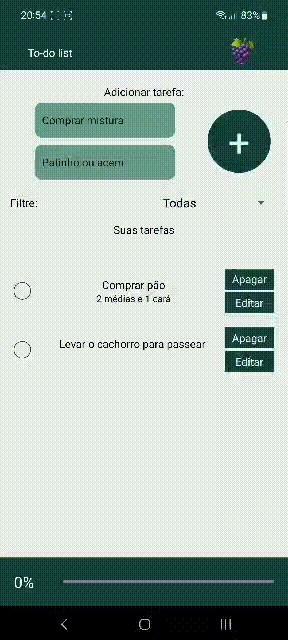 20:54
83%
To-do list
Adicionar tarefa:
Comprar mistura
Patinho ou acem
+
Filtre:
Todas
Suas tarefas
Comprar pão
2 médias e 1 cará
Apagar
Editar
Levar o cachorro para passear
Apagar
Editar
0%